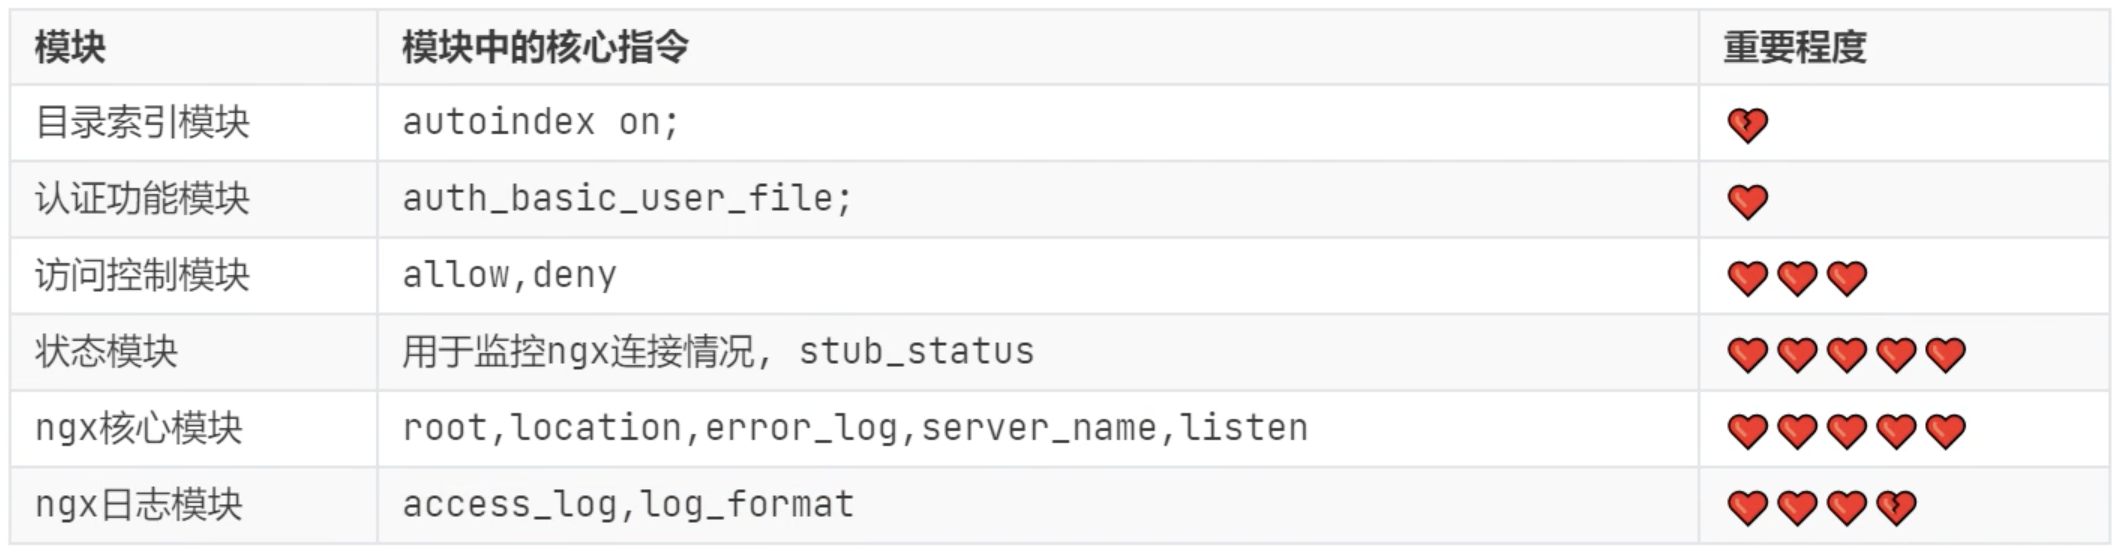 模块 模块中的核心指令 重要程度
目录索引模块 autoindex on; 💔
认证功能模块 auth_basic_user_file; ❤️
访问控制模块 allow,deny ❤️❤️❤️
状态模块 用于监控ngx连接情况, stub_status ❤️❤️❤️❤️❤️
ngx核心模块 root,location,error_log,server_name,listen ❤️❤️❤️❤️❤️
ngx日志模块 access_log,log_format ❤️❤️❤️💔